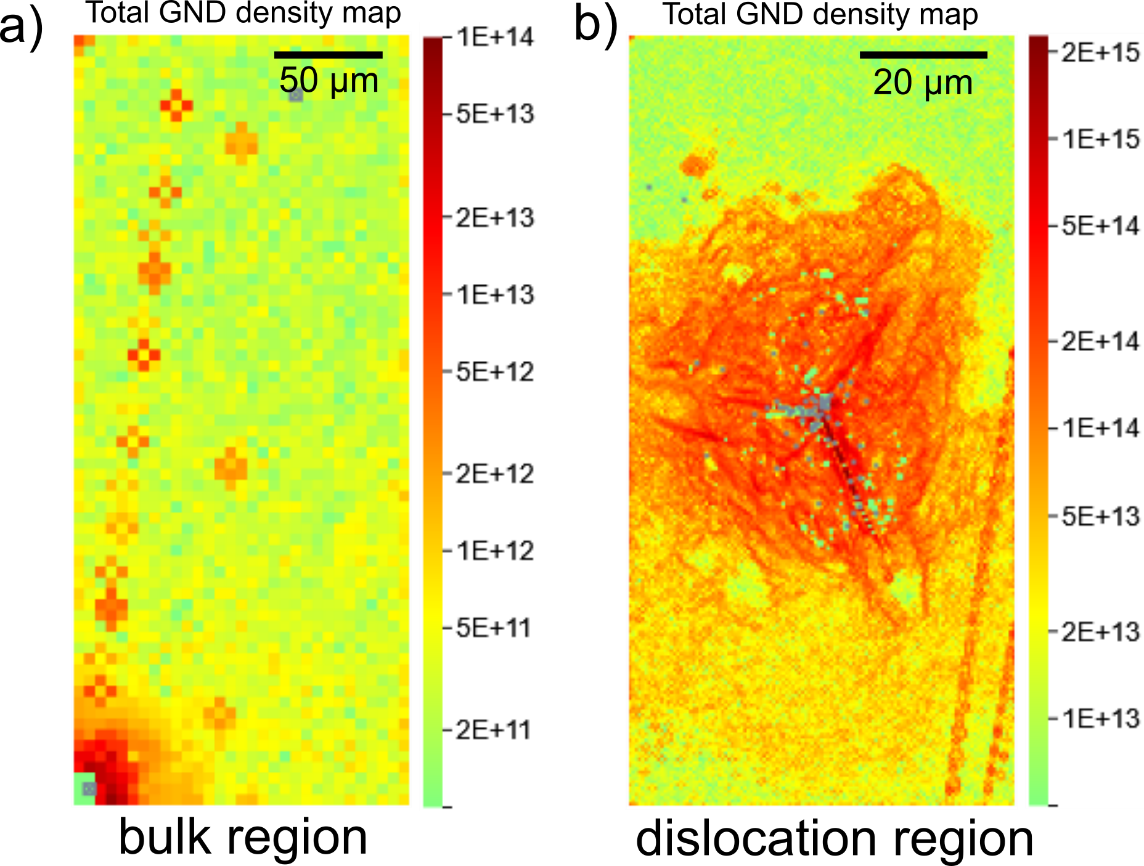 a)
Total GND density map
50 µm
1E+14
5E+13
2E+13
1E+13
5E+12
2E+12
1E+12
5E+11
2E+11
bulk region
b)
Total GND density map
20 µm
2E+15
1E+15
5E+14
2E+14
1E+14
5E+13
2E+13
1E+13
dislocation region